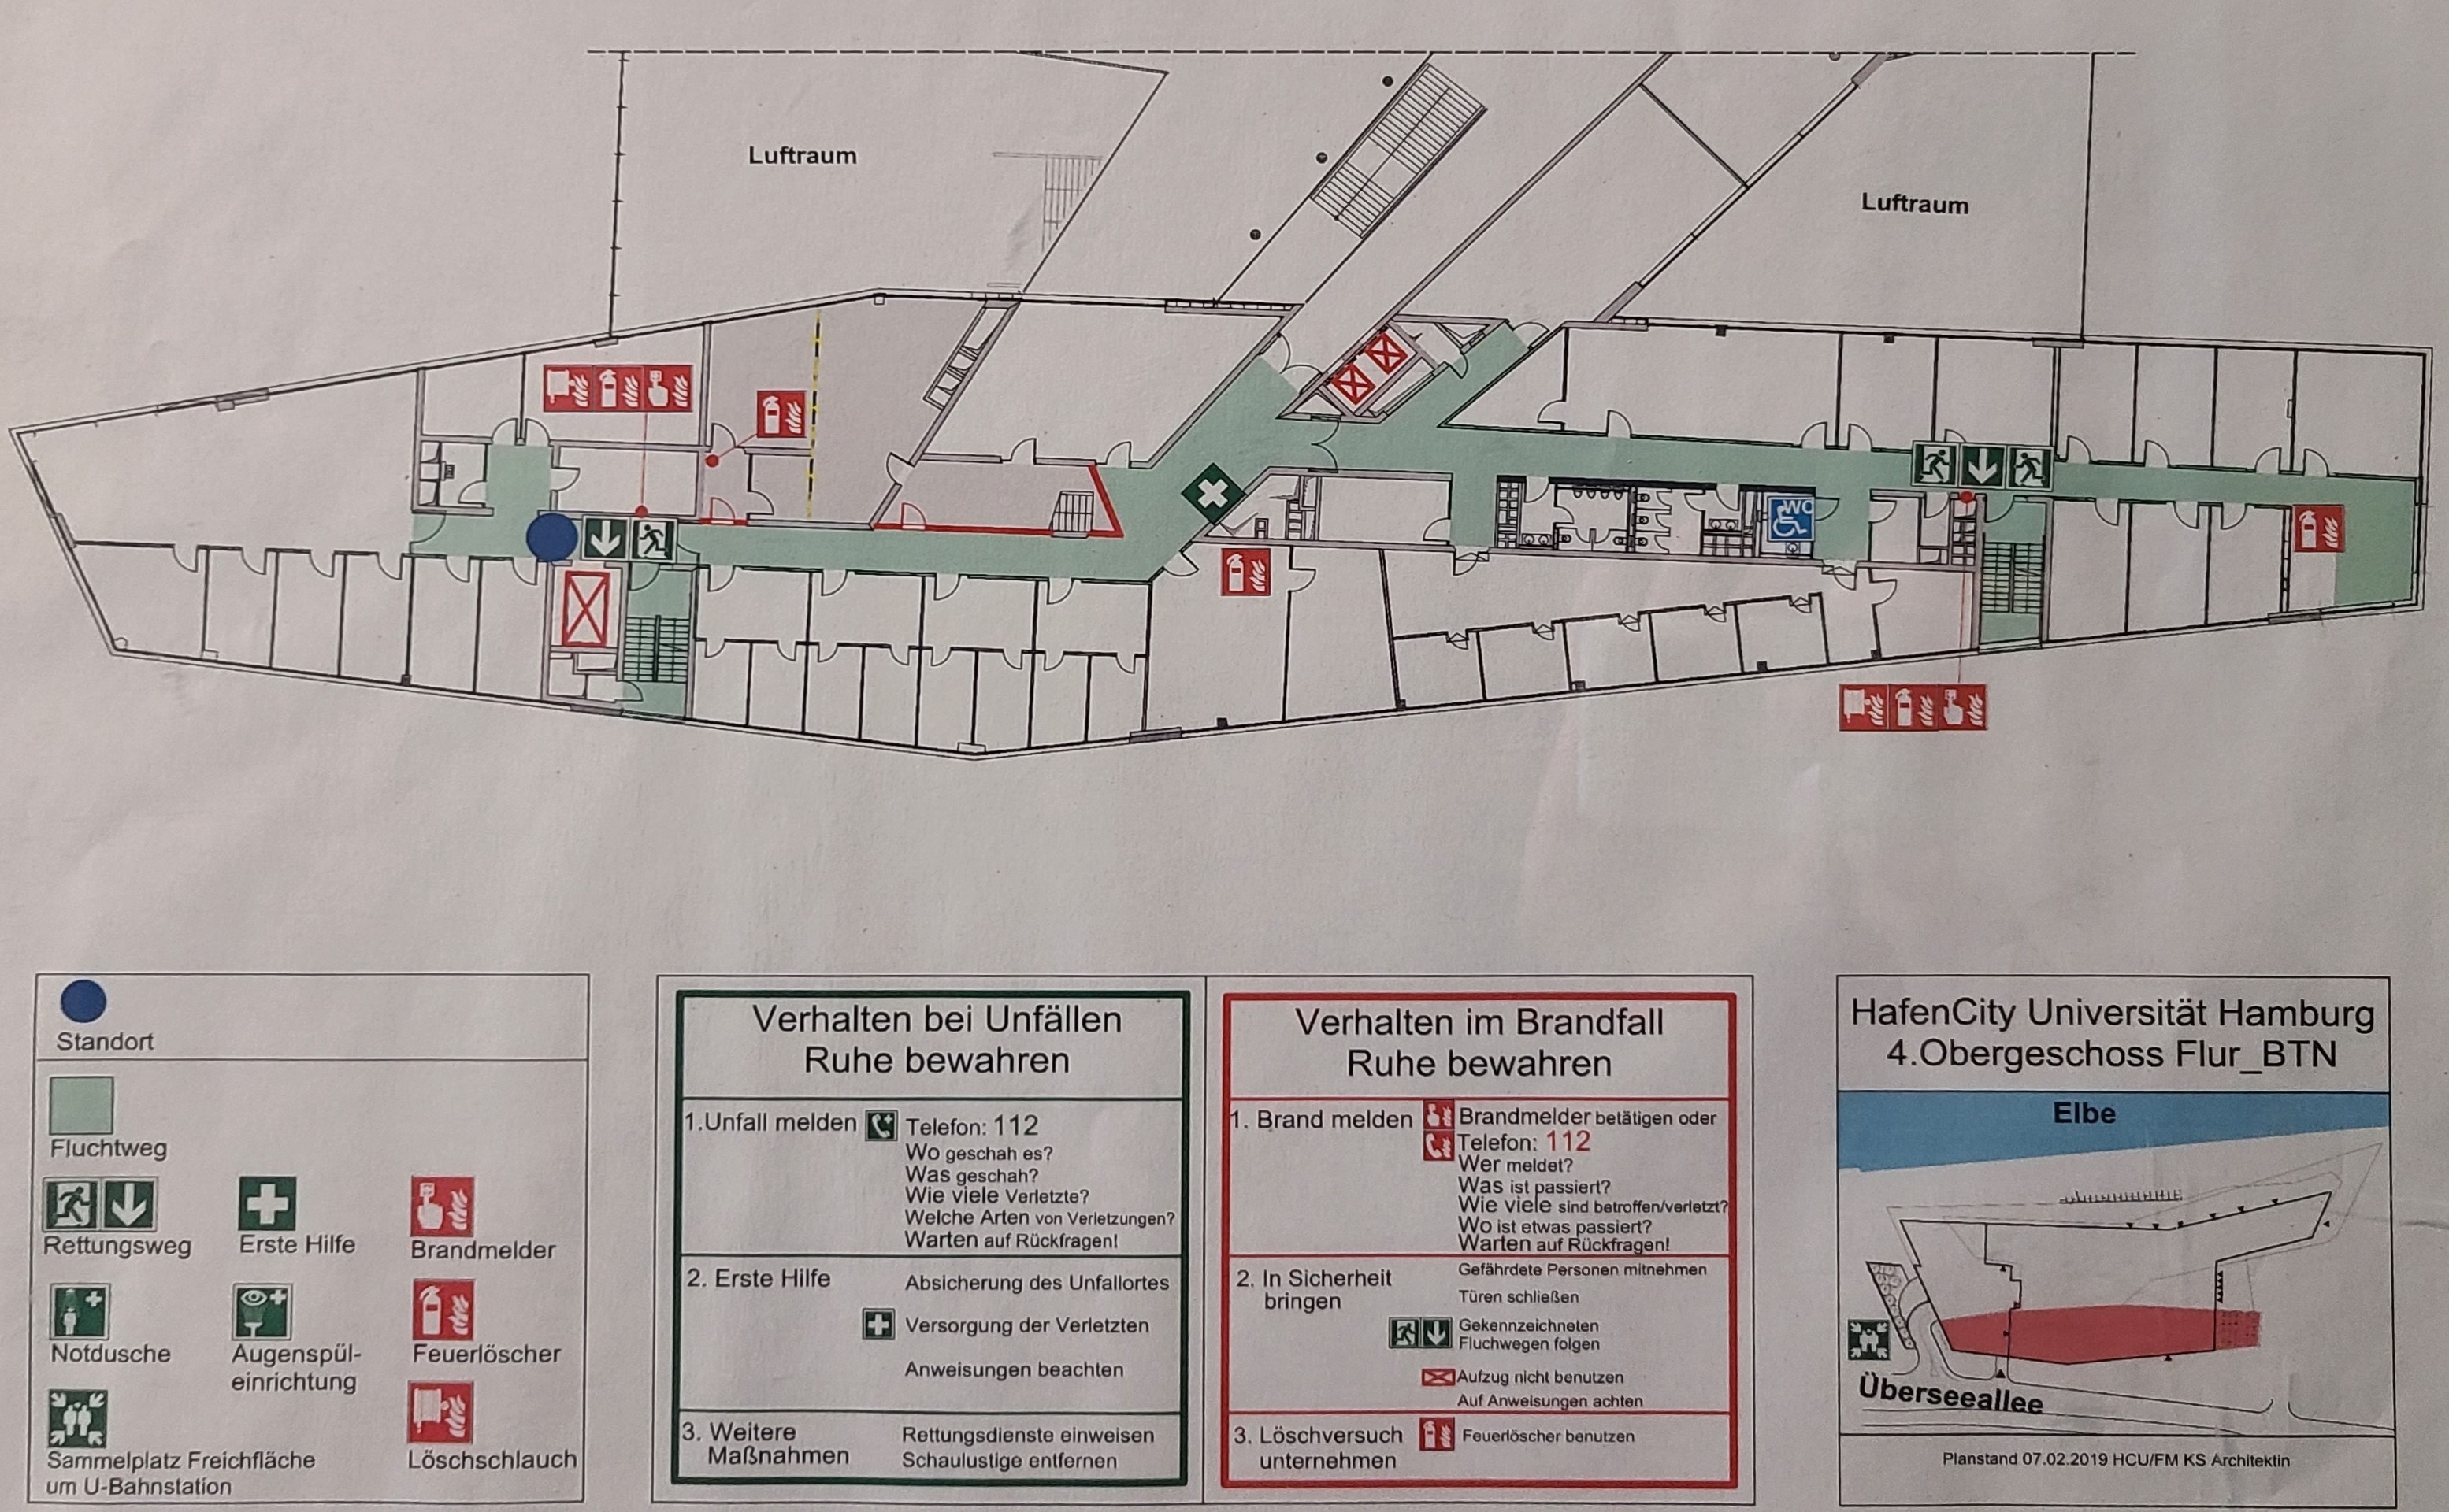 Luftraum
Luftraum
WC
Standort
Fluchtweg
Rettungsweg
Erste Hilfe
Brandmelder
Notdusche
Augenspül-
einrichtung
Feuerlöscher
Sammelplatz Freichfläche
um U-Bahnstation
Löschschlauch
Verhalten bei Unfällen
Ruhe bewahren
1.Unfall melden
Telefon: 112
Wo geschah es?
Was geschah?
Wie viele Verletzte?
Welche Arten von Verletzungen?
Warten auf Rückfragen!
2. Erste Hilfe
Absicherung des Unfallortes
Versorgung der Verletzten
Anweisungen beachten
3. Weitere
Maßnahmen
Rettungsdienste einweisen
Schaulustige entfernen
Verhalten im Brandfall
Ruhe bewahren
1. Brand melden
Brandmelder betätigen oder
Telefon: 112
Wer meldet?
Was ist passiert?
Wie viele sind betroffen/verletzt?
Wo ist etwas passiert?
Warten auf Rückfragen!
2. In Sicherheit
bringen
Gefährdete Personen mitnehmen
Türen schließen
Gekennzeichneten
Fluchwegen folgen
Aufzug nicht benutzen
Auf Anweisungen achten
3. Löschversuch
unternehmen
Feuerlöscher benutzen
HafenCity Universität Hamburg
4.Obergeschoss Flur_BTN
Elbe
Überseeallee
Planstand 07.02.2019 HCU/FM KS Architektin